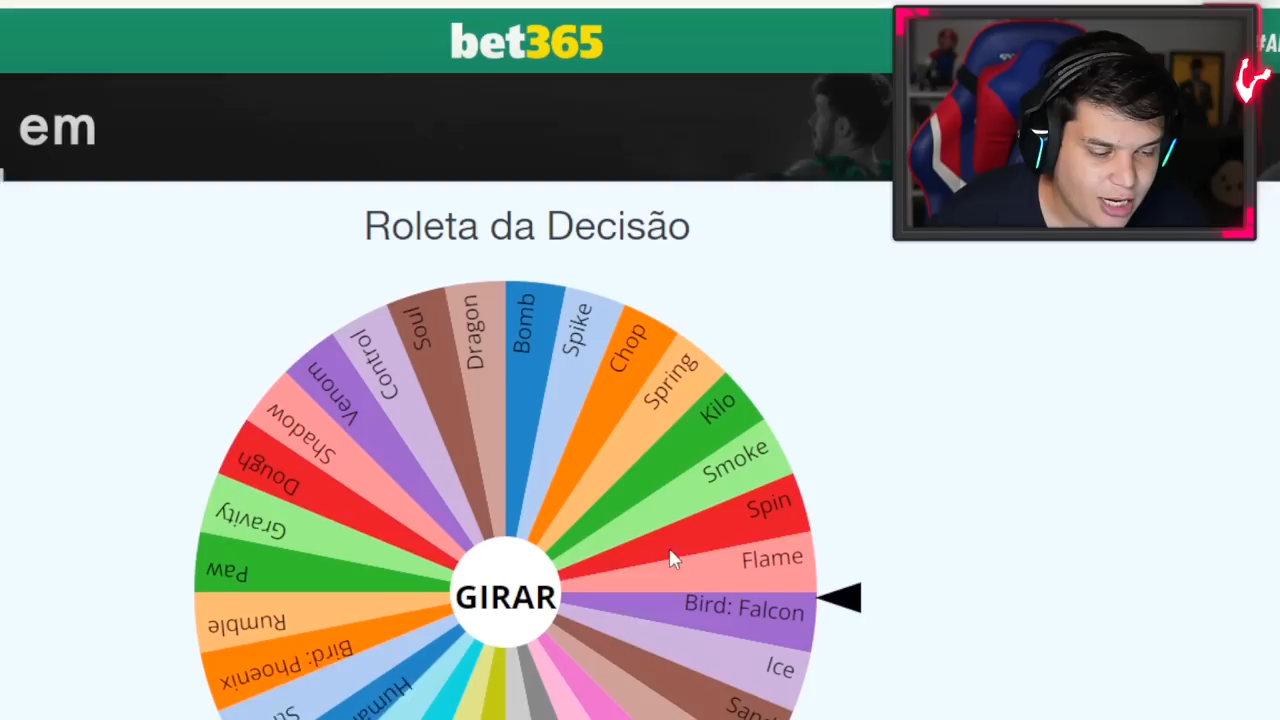 bet365
em
Roleta da Decisão
Bomb
Spike
Chop
Spring
Kilo
Smoke
Spin
Flame
Bird: Falcon
Ice
Human
Bird: Phoenix
Rumble
Paw
Gravity
Dough
Shadow
Venom
Control
Soul
Dragon
GIRAR